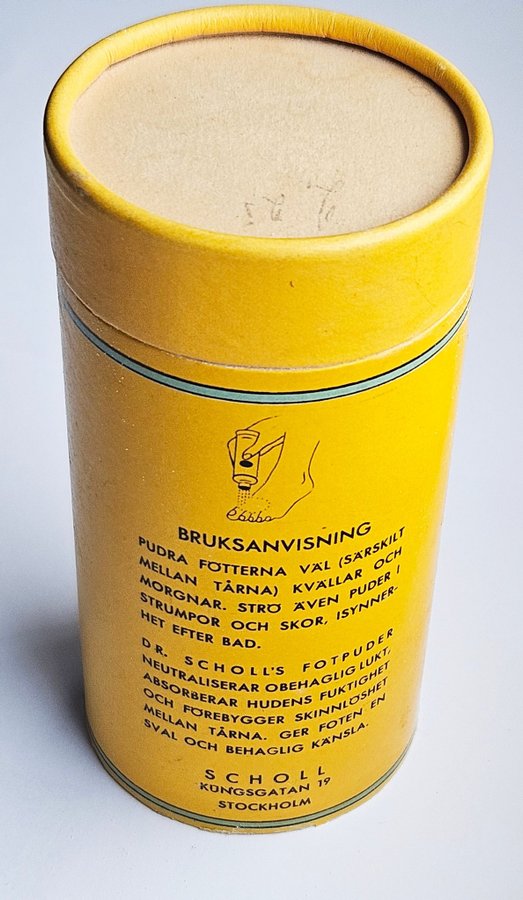 BRUKSANVISNING
PUDRA FÖTTERNA VÄL (SÄRSKILT
MELLAN TÅRNA) KVÄLLAR OCH
MORGNAR. STRÖ ÄVEN PUDER I
STRUMPOR OCH SKOR, ISYNNER-
HET EFTER BAD.
DR. SCHOLL'S FOTPUDER
NEUTRALISERAR OBEHAGLIG LUKT,
ABSORBERAR HUDENS FUKTIGHET
OCH FÖREBYGGER SKINNLÖSHET
MELLAN TÅRNA. GER FOTEN EN
SVAL OCH BEHAGLIG KÄNSLA.
SCHOLL
KUNGSGATAN 19
STOCKHOLM